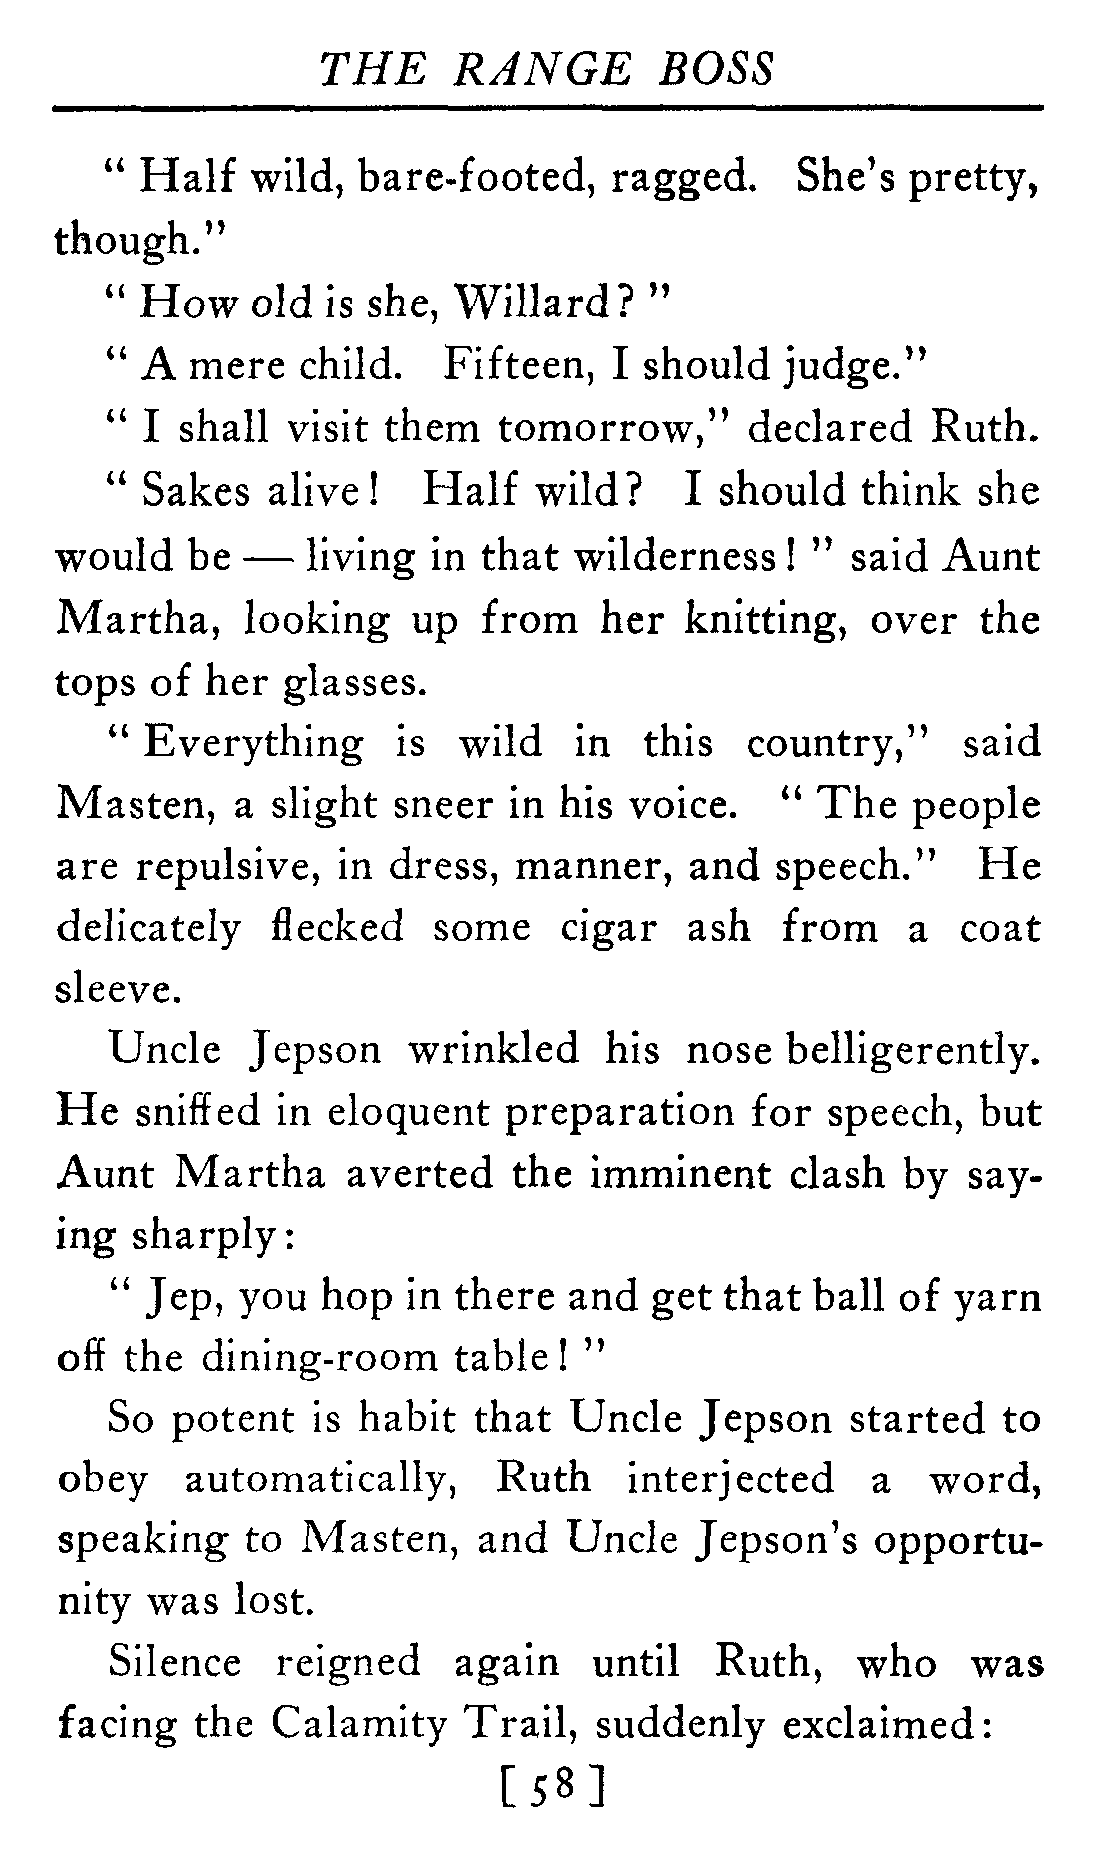 THE RANGE BOSS
" Half wild, bare-footed, ragged. She's pretty,
though."
" How old is she, Willard? "
" A mere child. Fifteen, I should judge."
" I shall visit them tomorrow," declared Ruth.
" Sakes alive! Half wild? I should think she
would be — living in that wilderness! " said Aunt
Martha, looking up from her knitting, over the
tops of her glasses.
" Everything is wild in this country," said
Masten, a slight sneer in his voice. " The people
are repulsive, in dress, manner, and speech." He
delicately flecked some cigar ash from a coat
sleeve.
Uncle Jepson wrinkled his nose belligerently.
He sniffed in eloquent preparation for speech, but
Aunt Martha averted the imminent clash by say-
ing sharply:
" Jep, you hop in there and get that ball of yarn
off the dining-room table! "
So potent is habit that Uncle Jepson started to
obey automatically, Ruth interjected a word,
speaking to Masten, and Uncle Jepson's opportu-
nity was lost.
Silence reigned again until Ruth, who was
facing the Calamity Trail, suddenly exclaimed:
[ 58 ]